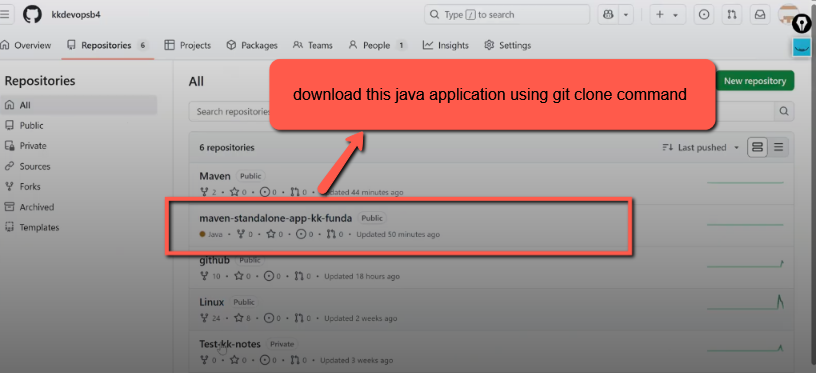 kkdevopsb4
Type / to search
Overview
Repositories 6
Projects
Packages
Teams
People 1
Insights
Settings
Repositories
All
Public
Private
Sources
Forks
Archived
Templates
All
New repository
download this java application using git clone command
Search repositories
6 repositories
Last pushed
Maven Public
2 • 0 • 0 • 0 • Updated 44 minutes ago
maven-standalone-app-kk-funda Public
Java • 0 • 0 • 0 • 0 • Updated 50 minutes ago
github Public
10 • 0 • 0 • 0 • Updated 18 hours ago
Linux Public
24 • 8 • 0 • 0 • Updated 2 weeks ago
Test-kk-notes Private
0 • 0 • 0 • 0 • Updated 3 weeks ago